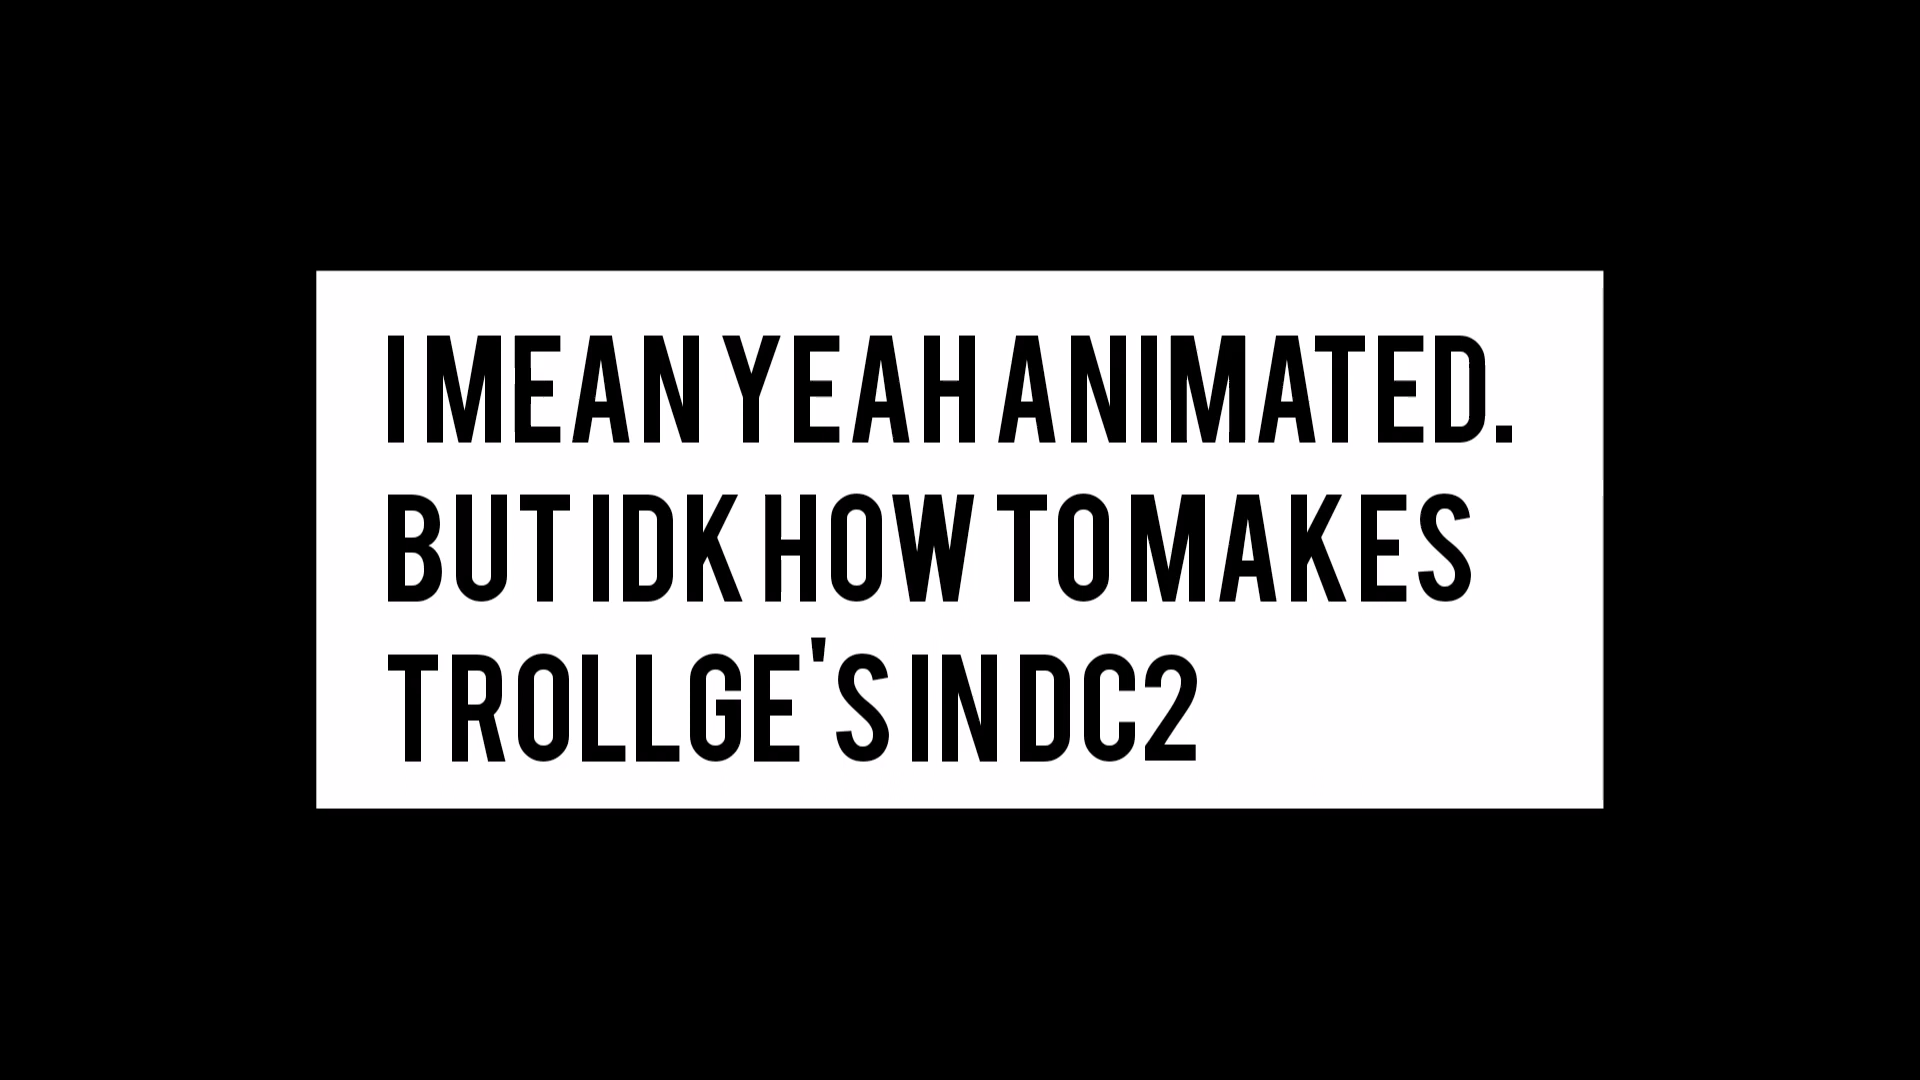 I MEAN YEAH ANIMATED.
BUT IDK HOW TO MAKES
TROLLGE'S IN DC2